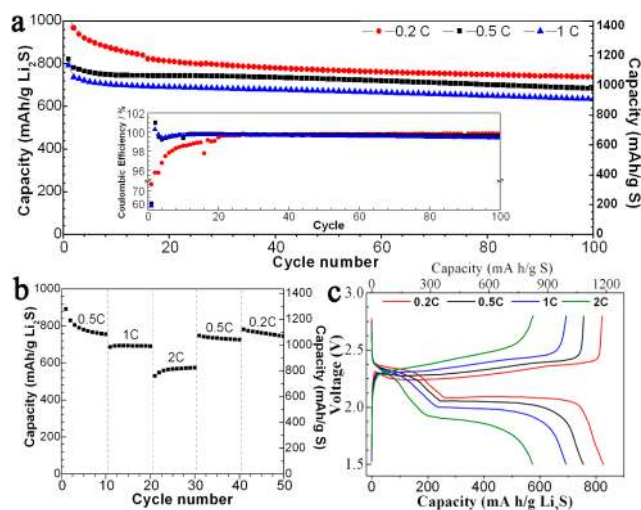 a
0.2 C 0.5 C 1 C
Capacity (mAh/g Li2S)
1000
800
600
400
200
0
0 20 40 60 80 100
Cycle number
Capacity (mAh/g S)
1400
1200
1000
800
600
400
200
0
Coulombic Efficiency / %
102
100
98
96
70
60
0 20 40 60 80 100
Cycle
b
Capacity (mAh/g Li2S)
1000
800
600
400
200
0
0.5C 1C 2C 0.5C 0.2C
0 10 20 30 40 50
Cycle number
Capacity (mAh/g S)
1400
1200
1000
800
600
400
200
0
c
Capacity (mA h/g S)
0 300 600 900 1200
0.2C 0.5C 1C 2C
Voltage (V)
3.0
2.5
2.0
1.5
0 200 400 600 800
Capacity (mA h/g Li2S)